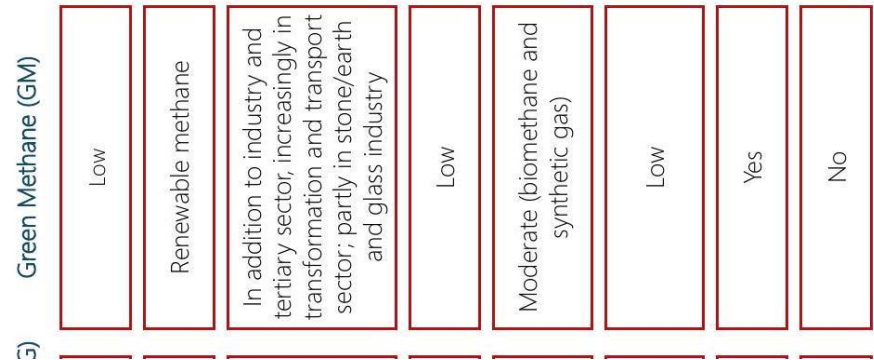 Green Methane (GM)
Low
Renewable methane
In addition to industry and
tertiary sector, increasingly in
transformation and transport
sector; partly in stone/earth
and glass industry
Low
Moderate (biomethane and
synthetic gas)
Low
Yes
No
G)